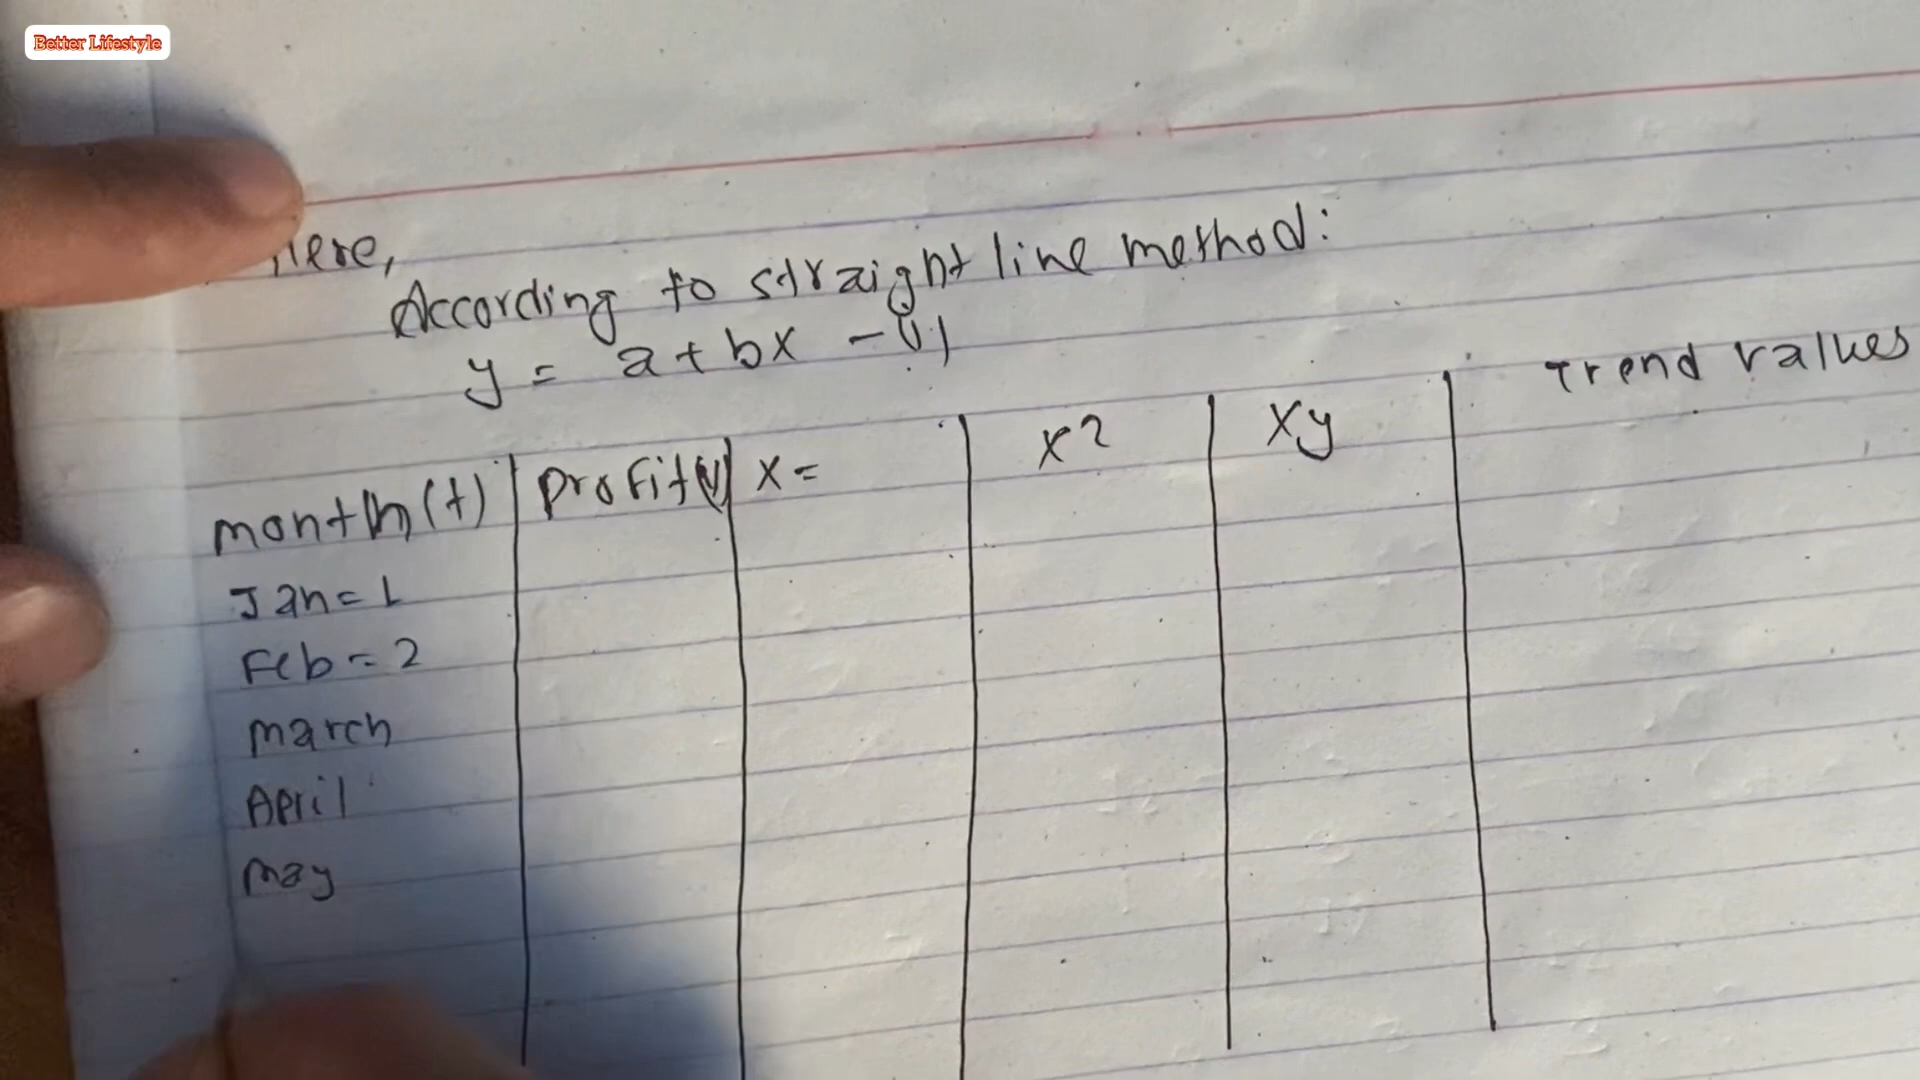 Better Lifestyle
Here,
According to straight line method:
y = a + bx - (1)
month(t) profit(y) x = x2 xy Trend values
Jan = 1
Feb = 2
march
April
may